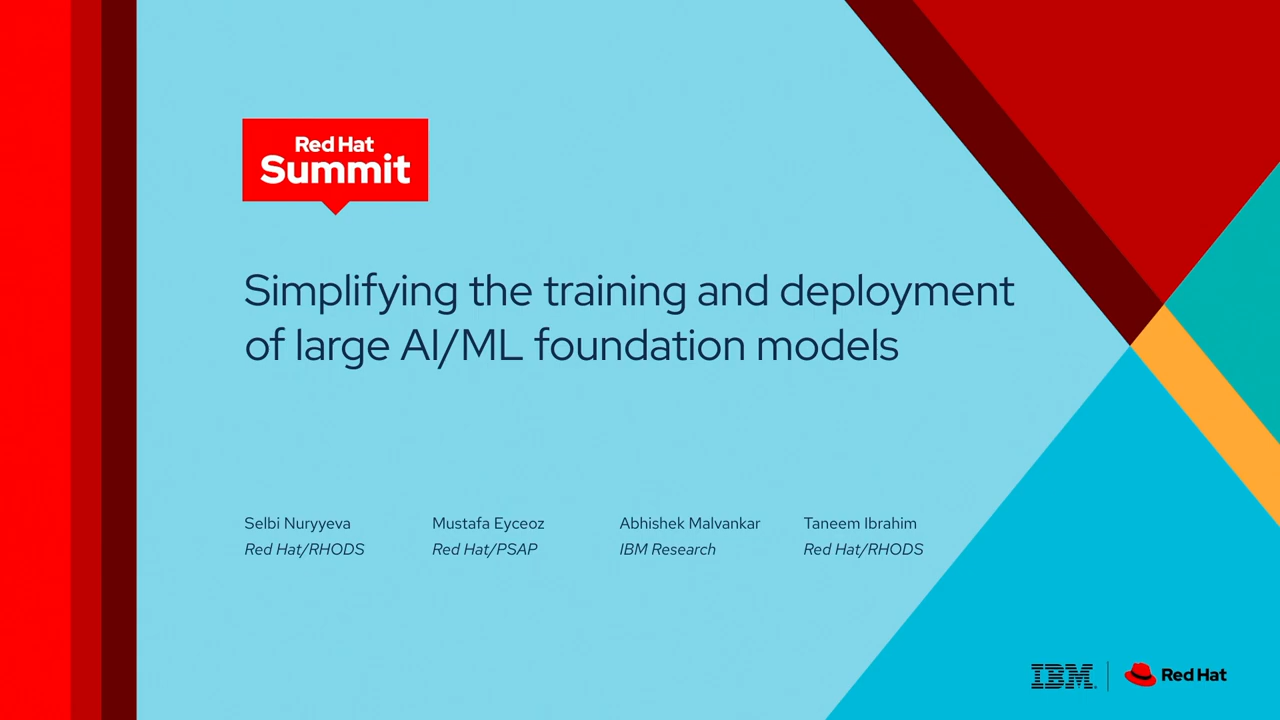 Red Hat
Summit
Simplifying the training and deployment
of large AI/ML foundation models
Selbi Nuryyeva
Red Hat/RHODS
Mustafa Eyceoz
Red Hat/PSAP
Abhishek Malvankar
IBM Research
Taneem Ibrahim
Red Hat/RHODS
IBM
Red Hat